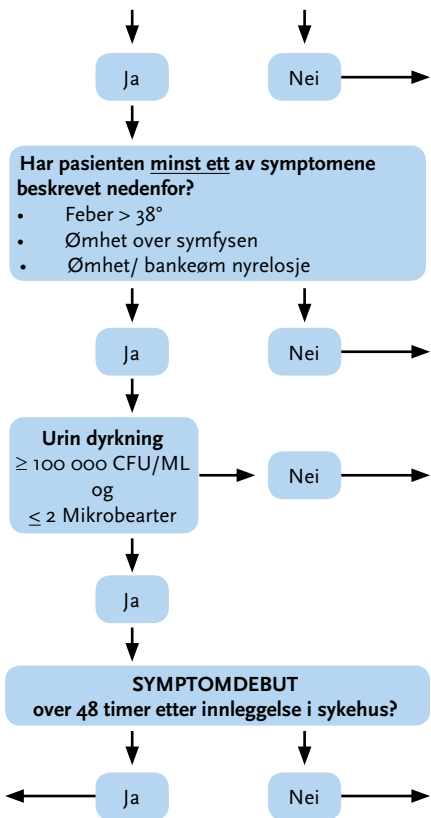 Ja
Nei
Har pasienten minst ett av symptomene
beskrevet nedenfor?
• Feber > 38°
• Ømhet over symfysen
• Ømhet/ bankeøm nyrelosje
Ja
Nei
Urin dyrkning
≥ 100 000 CFU/ML
og
≤ 2 Mikrobearter
Nei
Ja
SYMPTOMDEBUT
over 48 timer etter innleggelse i sykehus?
Ja
Nei